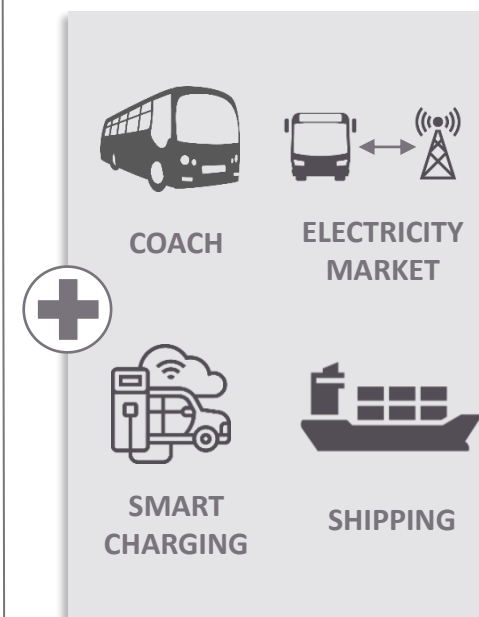 COACH
ELECTRICITY
MARKET
SMART
CHARGING
SHIPPING